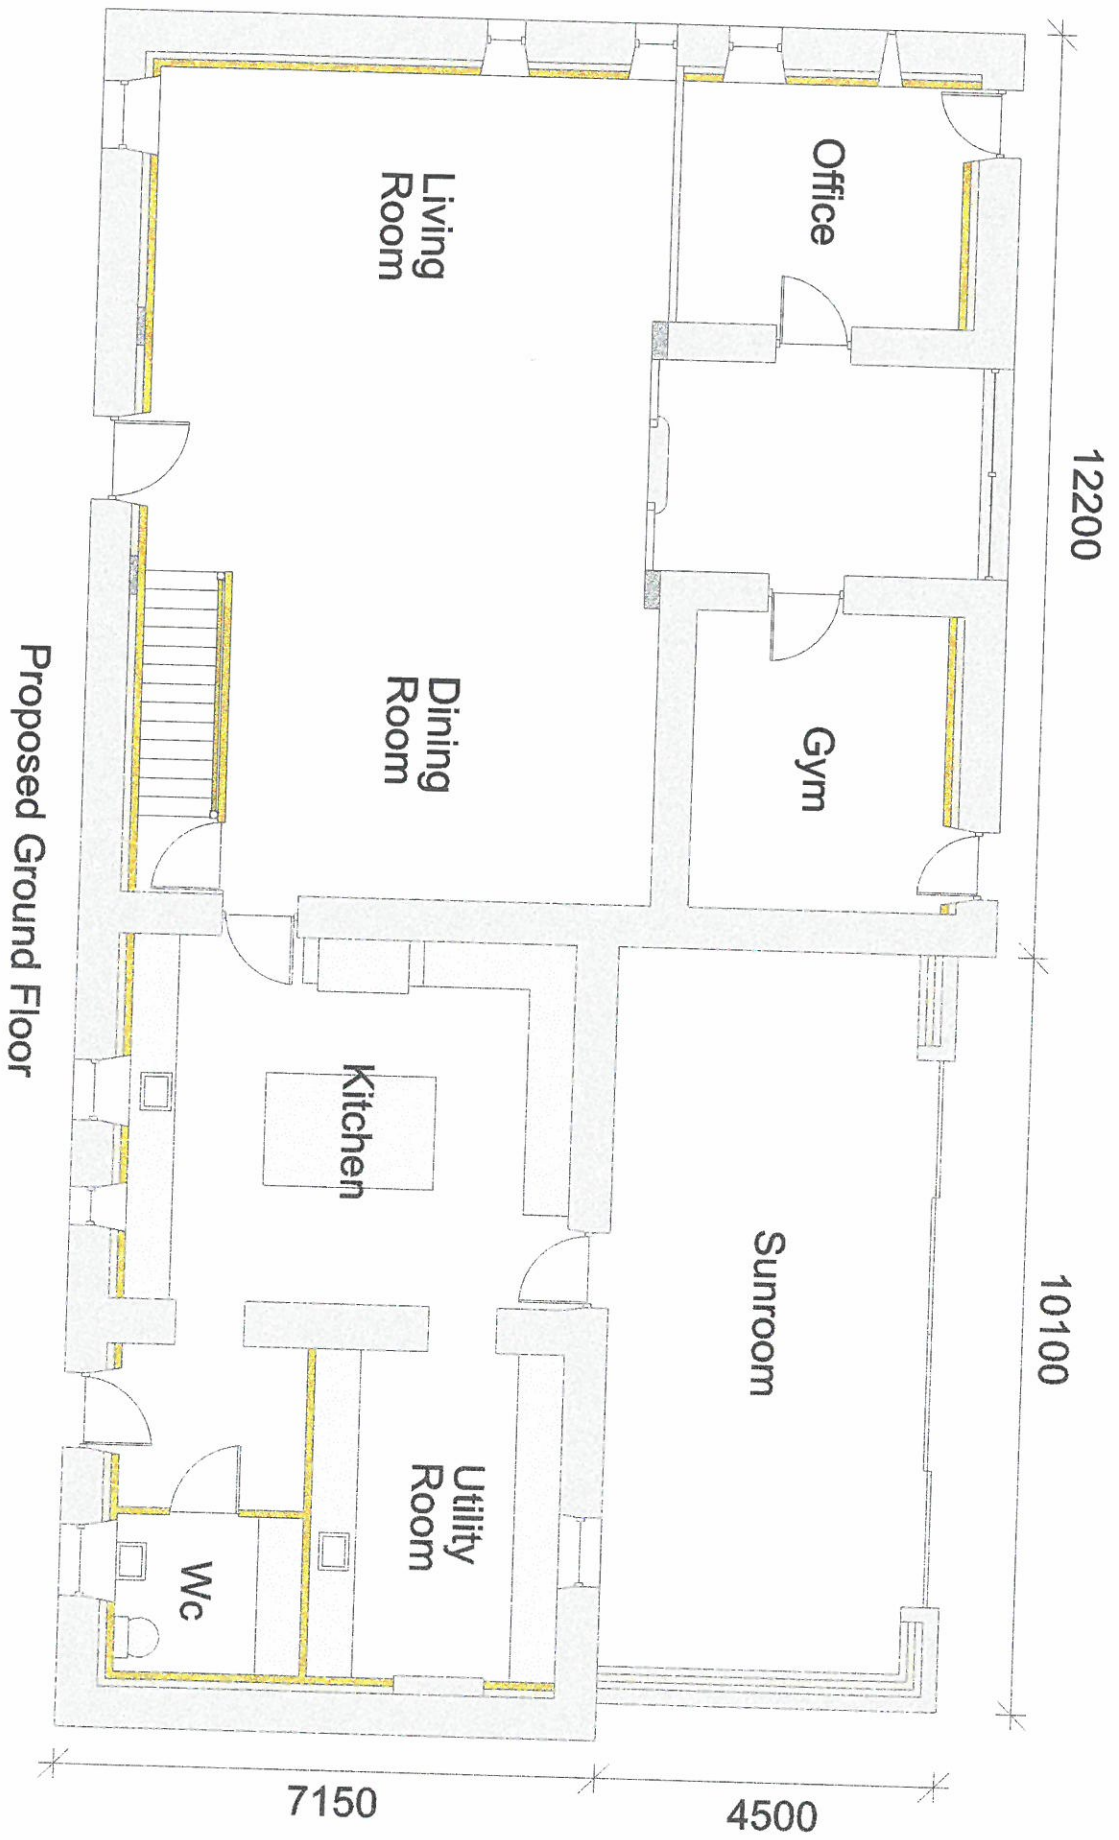 12200
10100
Office
Gym
Sunroom
Living
Room
Dining
Room
Kitchen
Utility
Room
Wc
7150
4500
Proposed Ground Floor